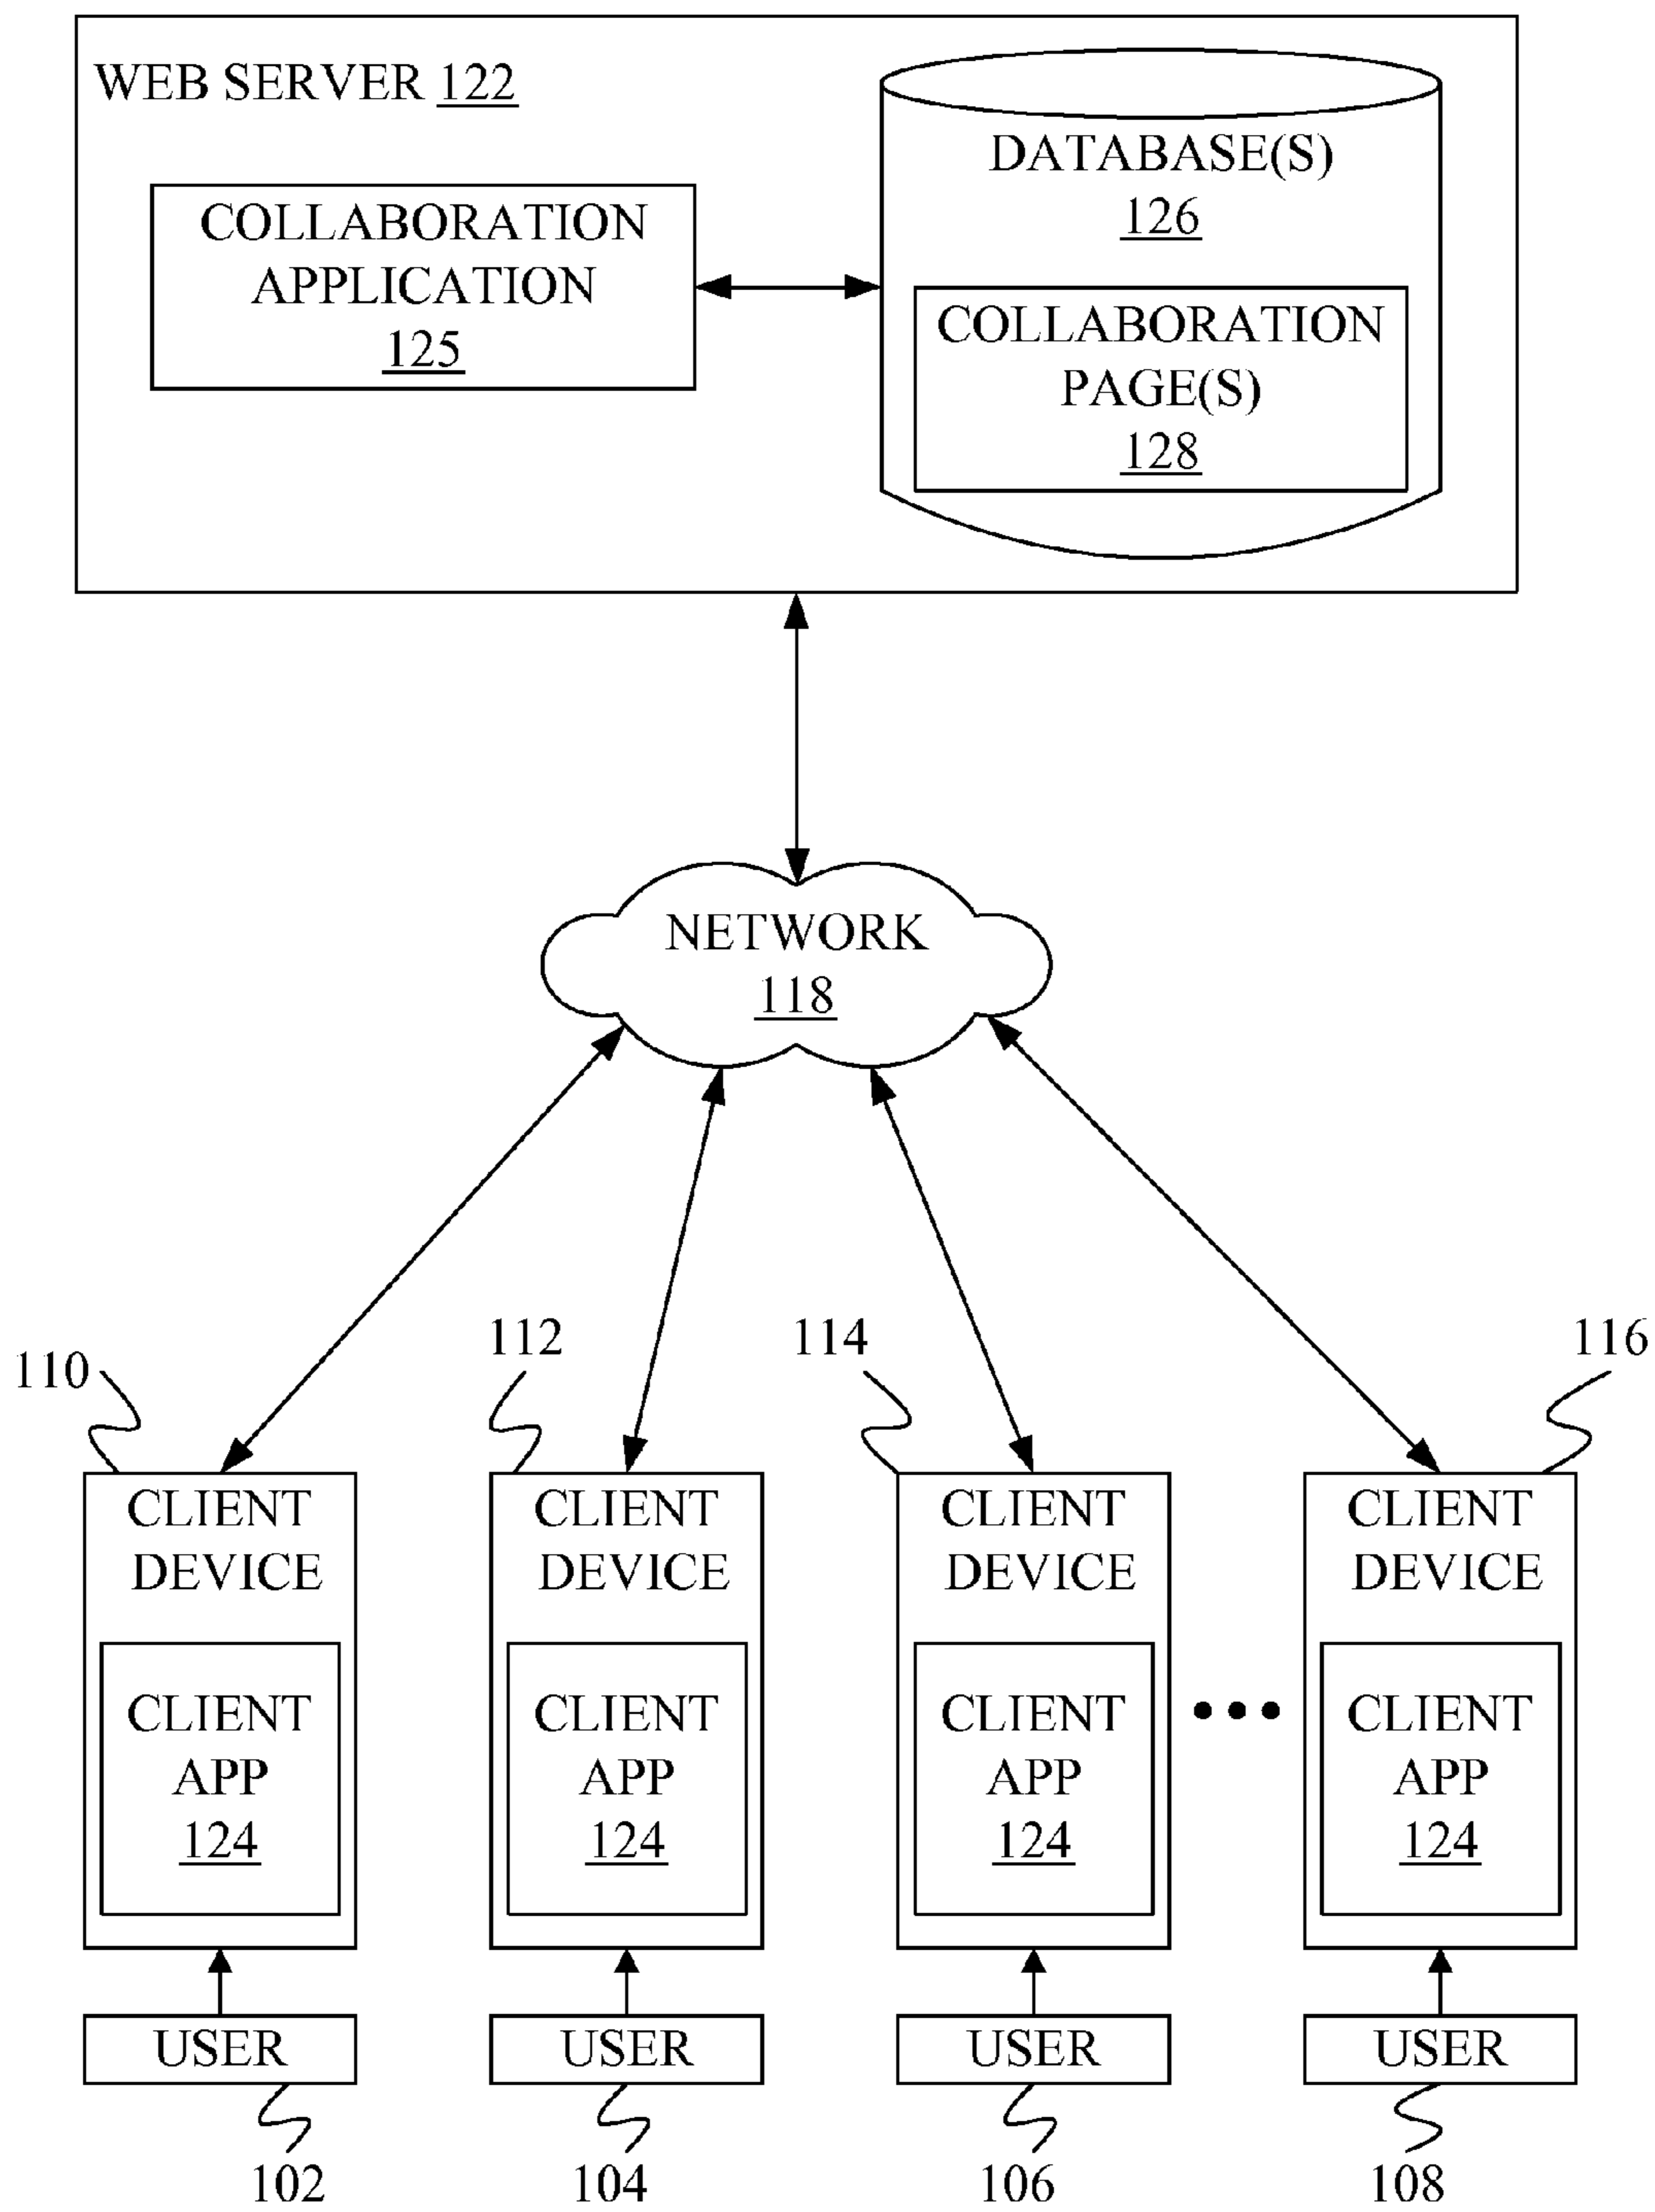 WEB SERVER 122
COLLABORATION
APPLICATION
125
DATABASE(S)
126
COLLABORATION
PAGE(S)
128
NETWORK
118
110
112
114
116
CLIENT
DEVICE
CLIENT
APP
124
CLIENT
DEVICE
CLIENT
APP
124
CLIENT
DEVICE
CLIENT
APP
124
CLIENT
DEVICE
CLIENT
APP
124
USER
USER
USER
USER
102
104
106
108